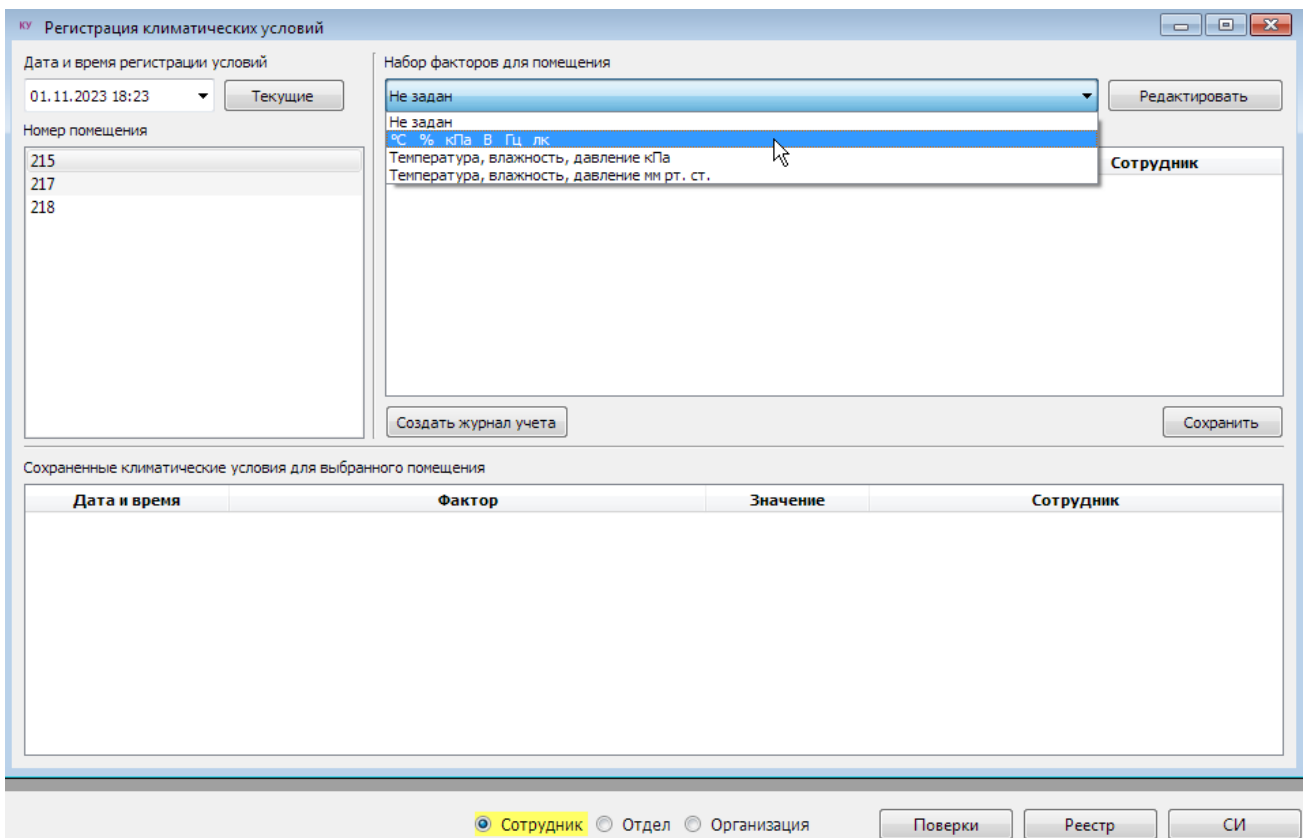 КУ Регистрация климатических условий
Дата и время регистрации условий
Набор факторов для помещения
01.11.2023 18:23
Текущие
Не задан
Редактировать
Номер помещения
Не задан
ºС % кПа В Гц лк
Температура, влажность, давление кПа
Температура, влажность, давление мм рт. ст.
Сотрудник
215
217
218
Создать журнал учета
Сохранить
Сохраненные климатические условия для выбранного помещения
Дата и время Фактор Значение Сотрудник
Сотрудник Отдел Организация Поверки Реестр СИ